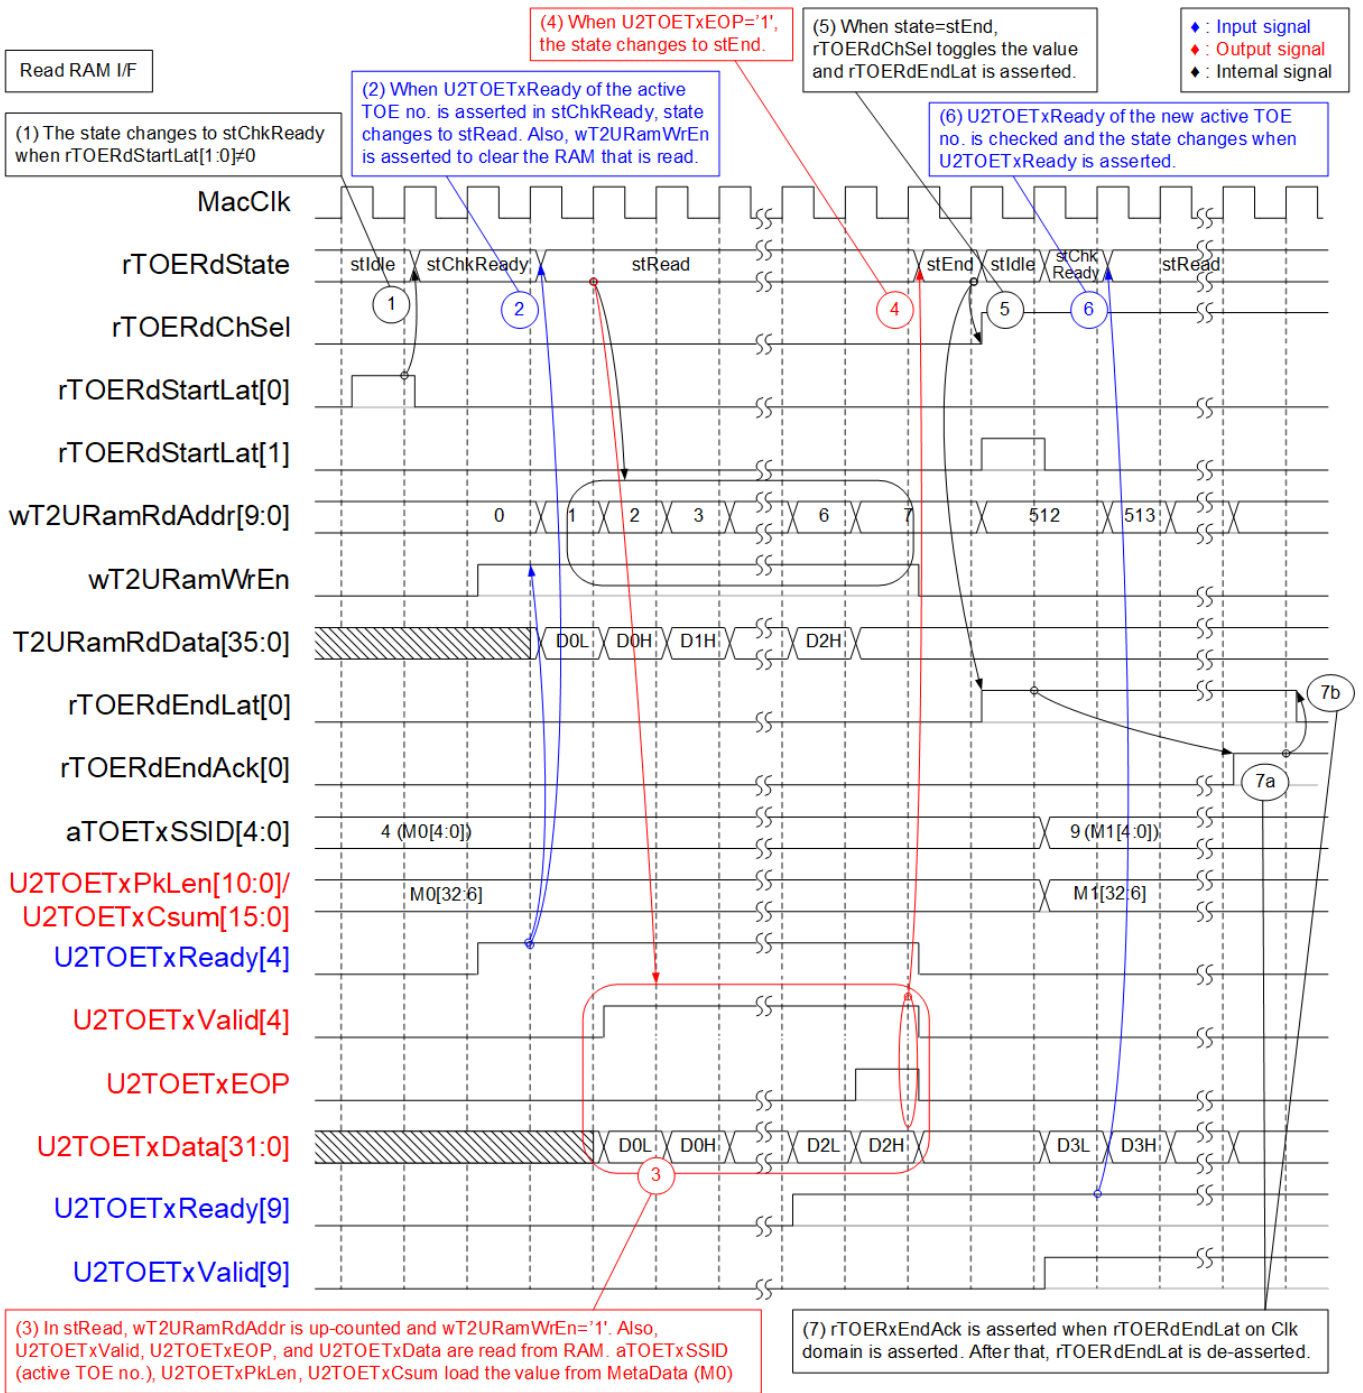 (4) When U2TOETxEOP='1',
the state changes to stEnd.
(5) When state=stEnd,
rTOERdChSel toggles the value
and rTOERdEndLat is asserted.
♦ : Input signal
♦ : Output signal
♦ : Internal signal
Read RAM I/F
(2) When U2TOETxReady of the active
TOE no. is asserted in stChkReady, state
changes to stRead. Also, wT2URamWrEn
is asserted to clear the RAM that is read.
(6) U2TOETxReady of the new active TOE
no. is checked and the state changes when
U2TOETxReady is asserted.
(1) The state changes to stChkReady
when rTOERdStartLat[1:0]≠0
MacClk
rTOERdState
stIdle
stChkReady
stRead
stEnd
stIdle
stChk
Ready
stRead
1
2
4
5
6
rTOERdChSel
rTOERdStartLat[0]
rTOERdStartLat[1]
wT2URamRdAddr[9:0]
0
1
2
3
6
7
512
513
wT2URamWrEn
T2URamRdData[35:0]
D0L
D0H
D1H
D2H
rTOERdEndLat[0]
7b
rTOERdEndAck[0]
7a
aTOETxSSID[4:0]
4 (M0[4:0])
9 (M1[4:0])
U2TOETxPkLen[10:0]/
U2TOETxCsum[15:0]
M0[32:6]
M1[32:6]
U2TOETxReady[4]
U2TOETxValid[4]
U2TOETxEOP
U2TOETxData[31:0]
D0L
D0H
D2L
D2H
D3L
D3H
3
U2TOETxReady[9]
U2TOETxValid[9]
(3) In stRead, wT2URamRdAddr is up-counted and wT2URamWrEn='1'. Also,
U2TOETxValid, U2TOETxEOP, and U2TOETxData are read from RAM. aTOETxSSID
(active TOE no.), U2TOETxPkLen, U2TOETxCsum load the value from MetaData (M0)
(7) rTOERxEndAck is asserted when rTOERdEndLat on Clk
domain is asserted. After that, rTOERdEndLat is de-asserted.